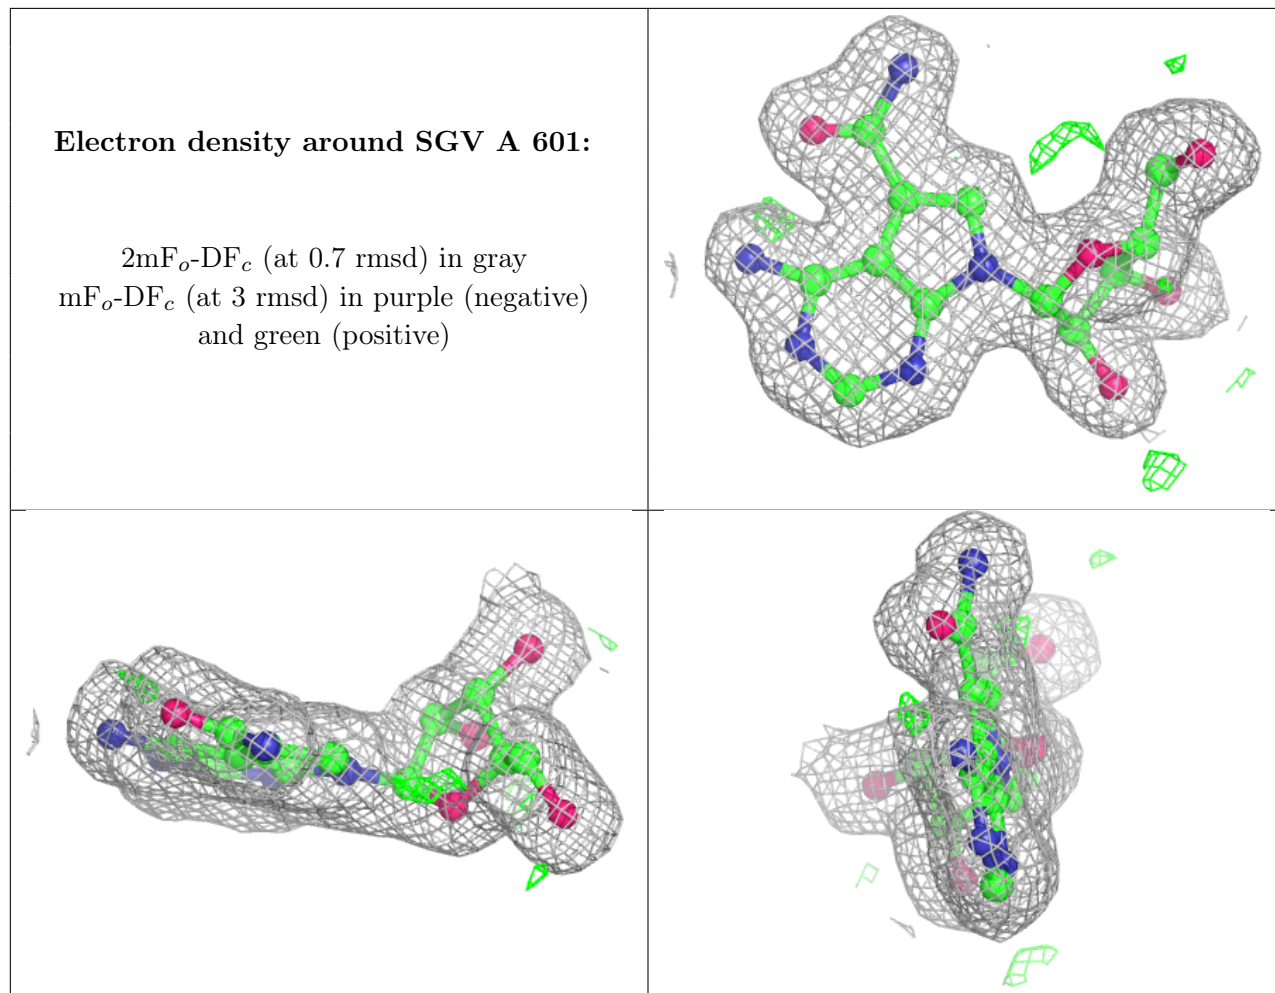 Electron density around SGV A 601:
2mFo-DFc (at 0.7 rmsd) in gray
mFo-DFc (at 3 rmsd) in purple (negative)
and green (positive)